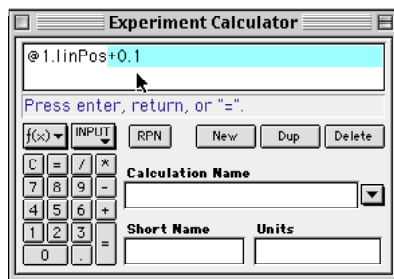 Experiment Calculator
@1.linPos+0.1
Press enter, return, or "=".
f(x) INPUT RPN New Dup Delete
C = / *
7 8 9 -
4 5 6 +
1 2 3 =
0 .
Calculation Name
Short Name Units